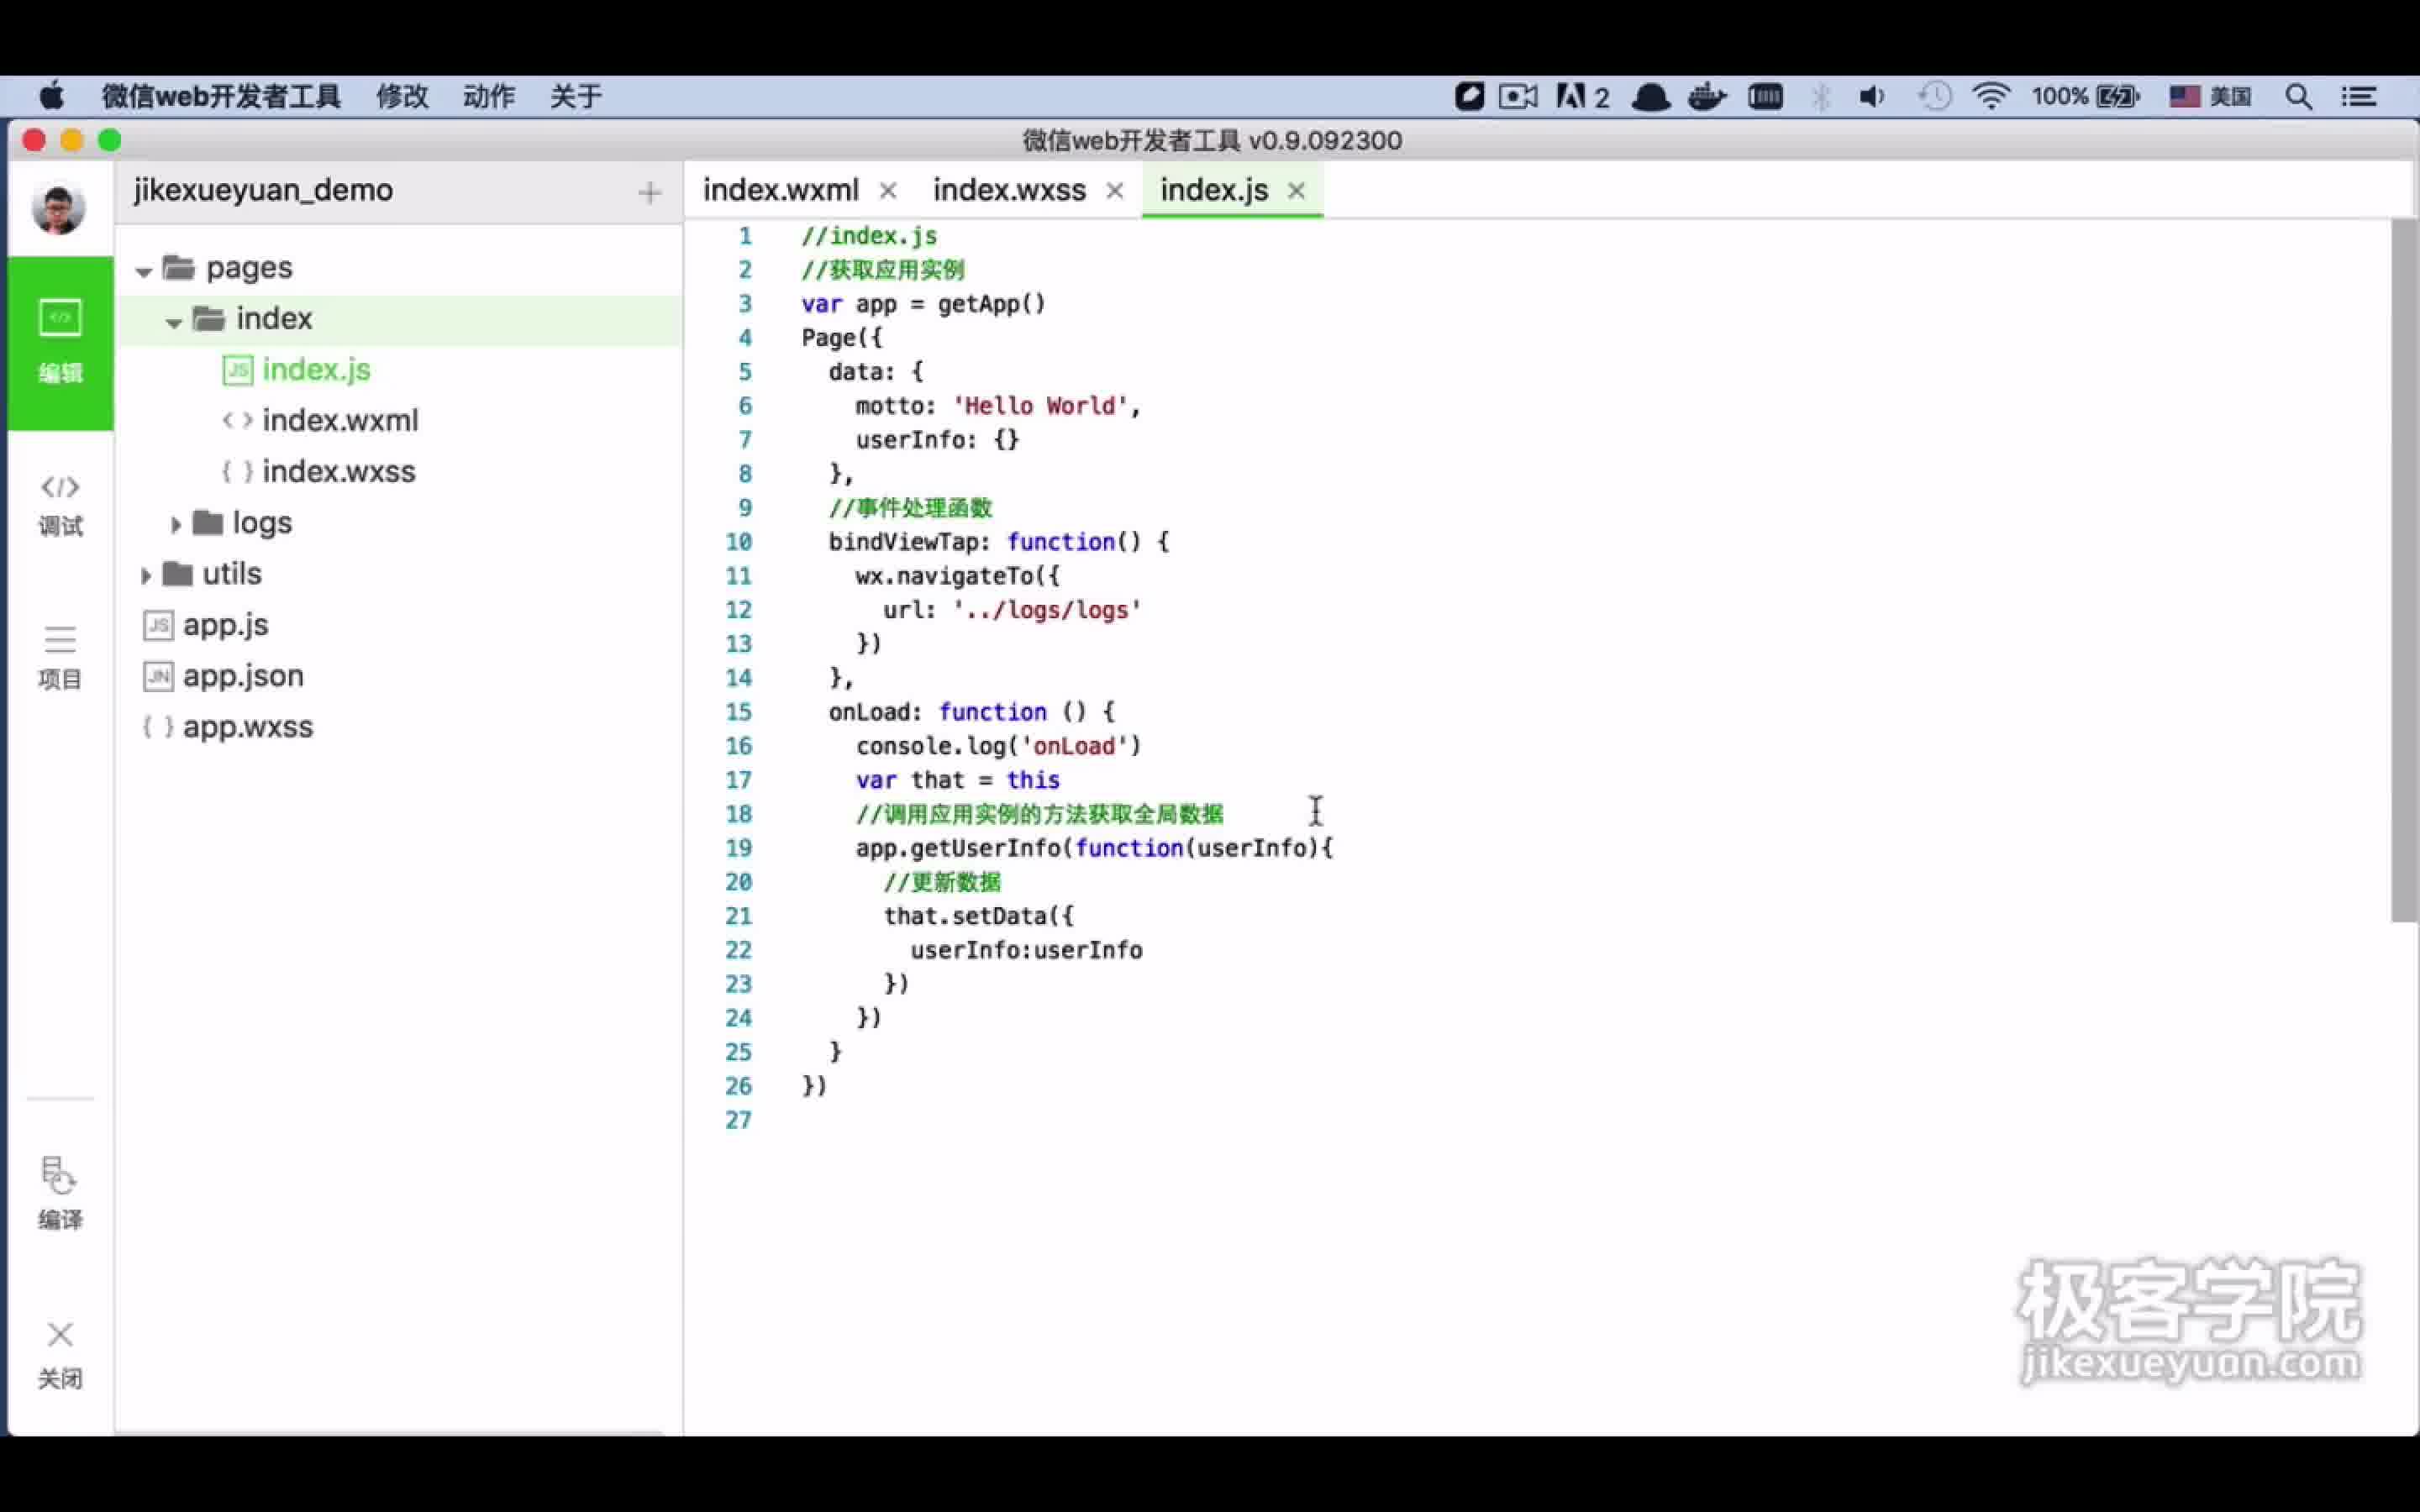 微信web开发者工具 修改 动作 关于 2 100% 美国
微信web开发者工具 v0.9.092300
编辑
调试
项目
编译
关闭
jikexueyuan_demo
pages
index
JS index.js
index.wxml
index.wxss
logs
utils
JS app.js
JN app.json
app.wxss
index.wxml index.wxss index.js
1 //index.js
2 //获取应用实例
3 var app = getApp()
4 Page({
5 data: {
6 motto: 'Hello World',
7 userInfo: {}
8 },
9 //事件处理函数
10 bindViewTap: function() {
11 wx.navigateTo({
12 url: '../logs/logs'
13 })
14 },
15 onLoad: function () {
16 console.log('onLoad')
17 var that = this
18 //调用应用实例的方法获取全局数据
19 app.getUserInfo(function(userInfo){
20 //更新数据
21 that.setData({
22 userInfo:userInfo
23 })
24 })
25 }
26 })
27
极客学院
jikexueyuan.com